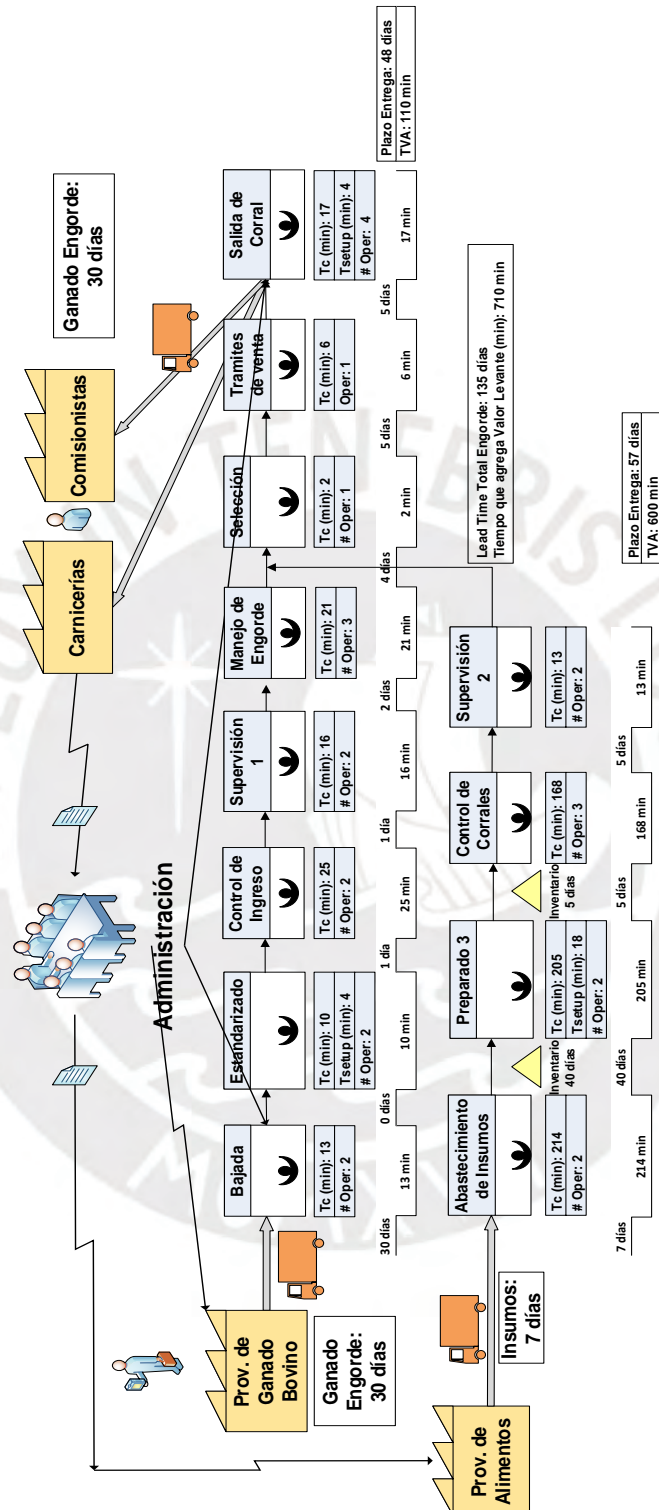 Prov. de
Ganado
Bovino
Ganado
Engorde:
30 días
Prov. de
Alimentos
Insumos:
7 días
Administración
Carnicerías
Comisionistas
Ganado Engorde:
30 días
Bajada
Tc (min): 13
# Oper: 2
Estandarizado
Tc (min): 10
Tsetup (min): 4
# Oper: 2
Control de
Ingreso
Tc (min): 25
# Oper: 2
Supervisión
1
Tc (min): 16
# Oper: 2
Manejo de
Engorde
Tc (min): 21
# Oper: 3
Selección
Tc (min): 2
# Oper: 1
Tramites
de venta
Tc (min): 6
Oper: 1
Salida de
Corral
Tc (min): 17
Tsetup (min): 4
# Oper: 4
30 días
13 min
0 días
10 min
1 día
25 min
1 día
16 min
2 días
21 min
4 días
2 min
5 días
6 min
5 días
17 min
Plazo Entrega: 48 días
TVA: 110 min
Abastecimiento
de Insumos
Tc (min): 214
# Oper: 2
Inventario
40 días
Preparado 3
Tc (min): 205
Tsetup (min): 18
# Oper: 2
Inventario
5 días
Control de
Corrales
Tc (min): 168
# Oper: 3
Supervisión
2
Tc (min): 13
# Oper: 2
Lead Time Total Engorde: 135 días
Tiempo que agrega Valor Levante (min): 710 min
7 días
214 min
40 días
205 min
5 días
168 min
5 días
13 min
Plazo Entrega: 57 días
TVA: 600 min